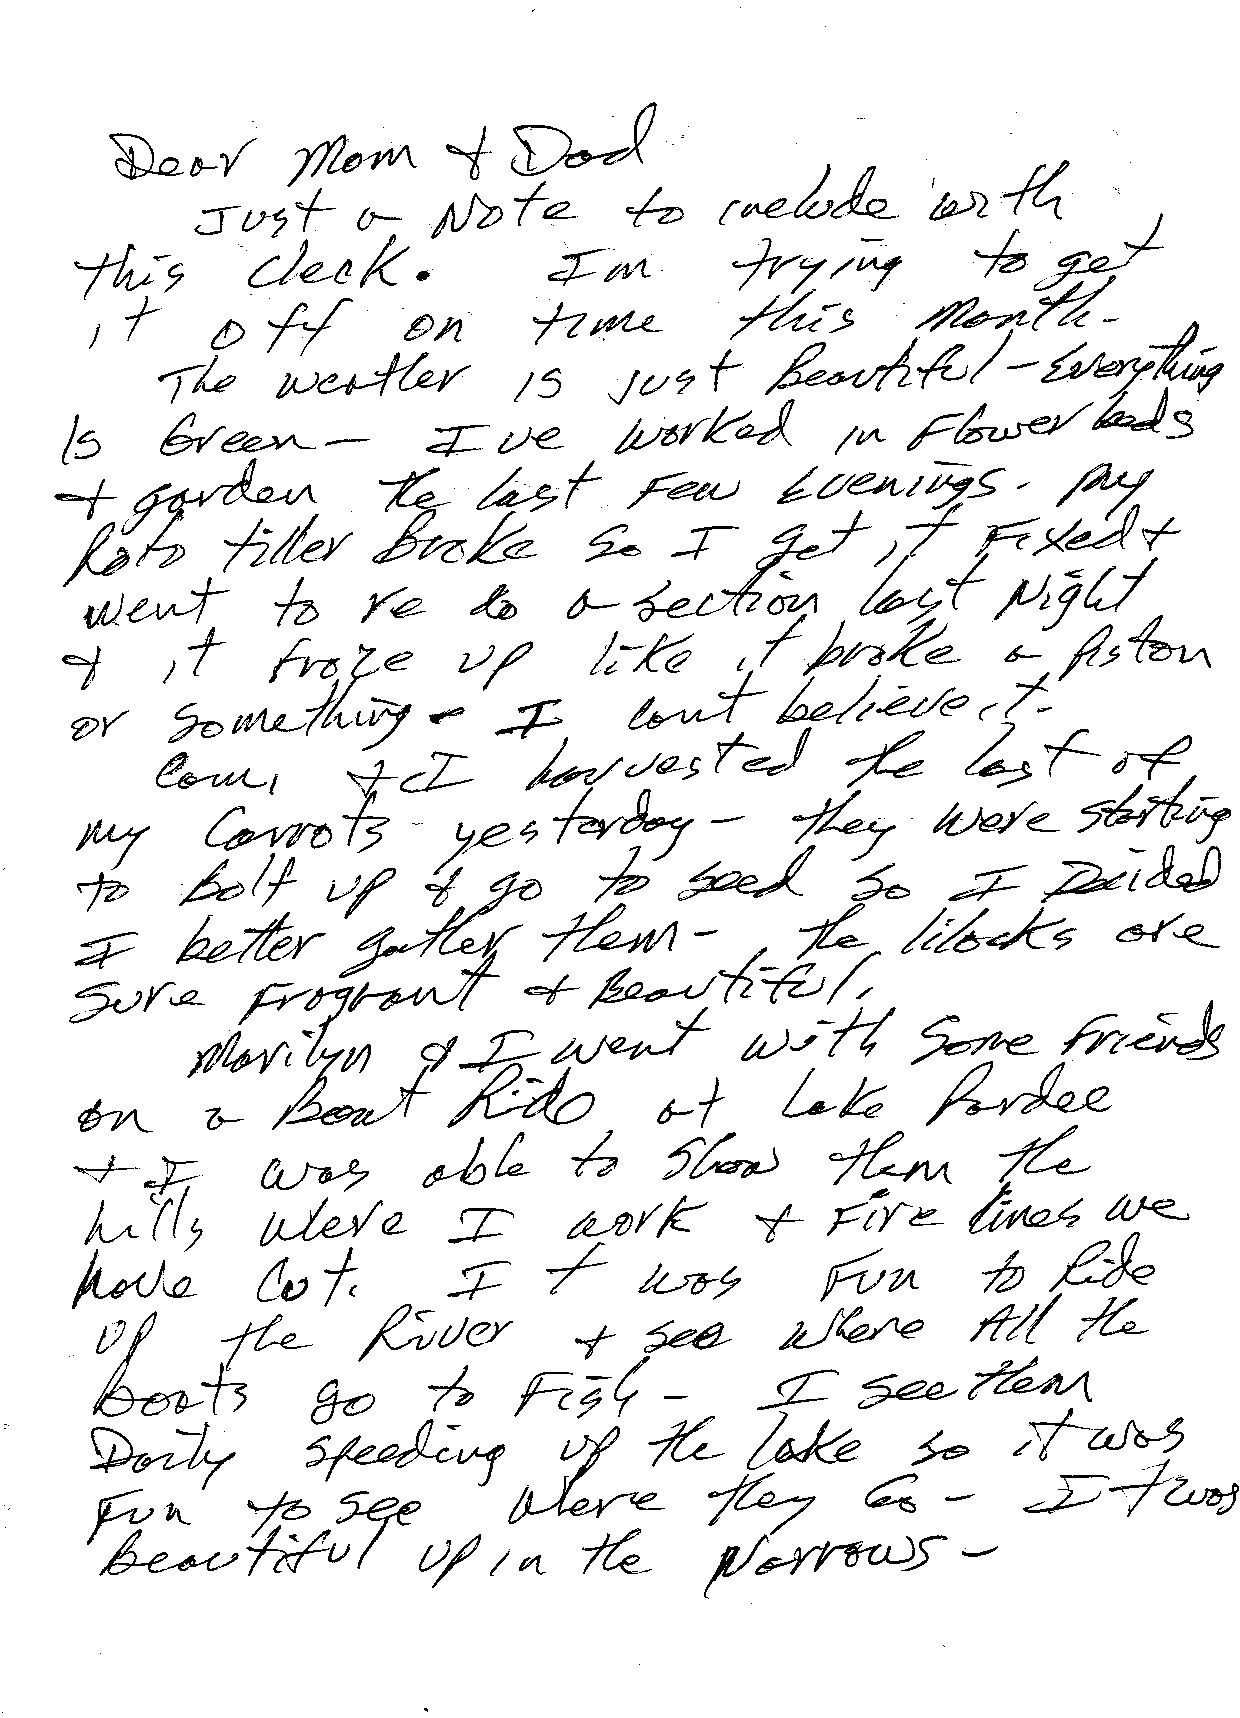 Dear Mom & Dad
Just a Note to include with
this check. I'm trying to get
it off on time this Month-
The weather is just Beautiful - Everything
Is Green - I've worked in Flower beds
& garden the last Few Evenings. My
Roto tiller Broke so I get it Fixed &
went to re do a section last Night
& it froze up like it broke a Piston
or something - I can't believe it -
Cami & I harvested the last of
my Carrots yesterday - they were starting
to Bolt up & go to seed so I Decided
I better gather them - the lilacks are
sure Fragrant & Beautiful.
Marilyn & I went with some Friends
on a Boat Ride at Lake Pardee
& I was able to show them the
hills where I work & Fire lines we
have Cut. It was Fun to Ride
up the River & see where All the
boats go to Fish - I see them
Daily speeding up the lake so it was
Fun to see where they Go - It was
Beautiful up in the Narrows -